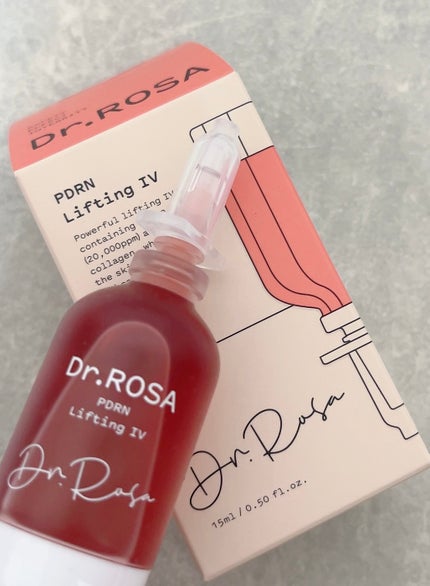 Dr.ROSA
PDRN
Lifting IV
Powerful lifting IV
containing
(20,000ppm) a
collagen, wh
the sk
Dr.Rosa
15ml / 0.50 fl.oz.
Dr.ROSA
PDRN
Lifting IV
Dr.Rosa